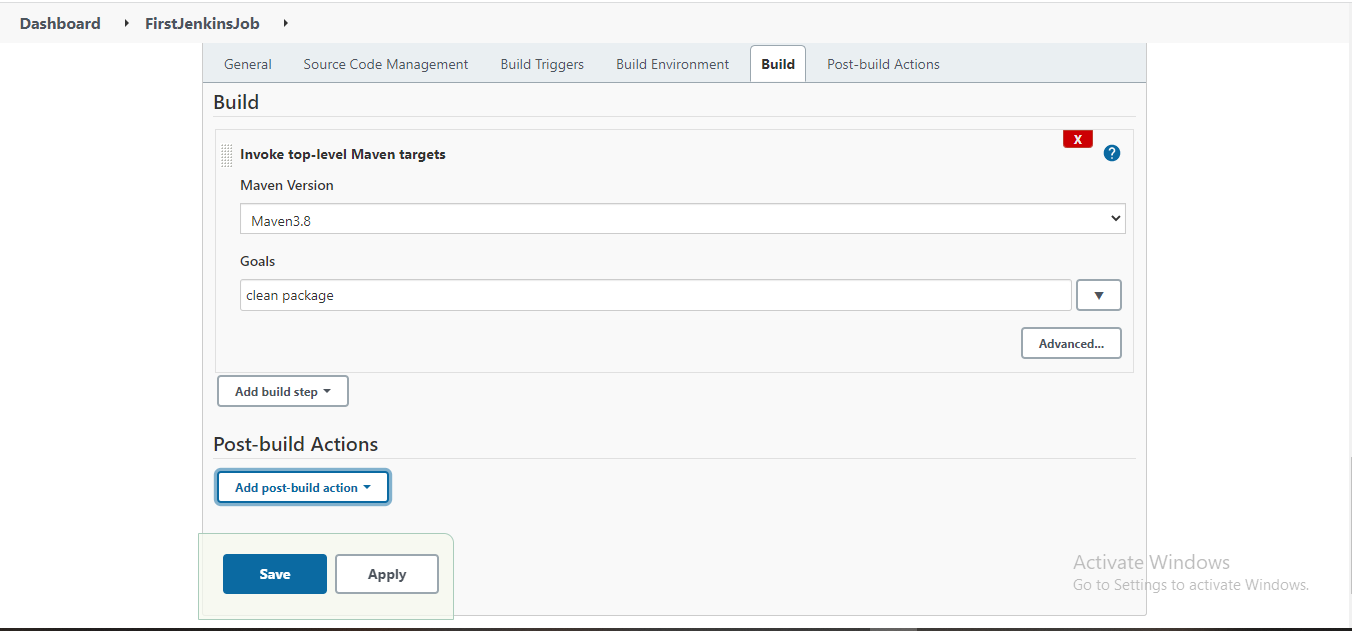 Dashboard FirstJenkinsJob
General Source Code Management Build Triggers Build Environment Build Post-build Actions
Build
X
Invoke top-level Maven targets
?
Maven Version
Maven3.8
Goals
clean package
Advanced...
Add build step
Post-build Actions
Add post-build action
Save Apply
Activate Windows
Go to Settings to activate Windows.